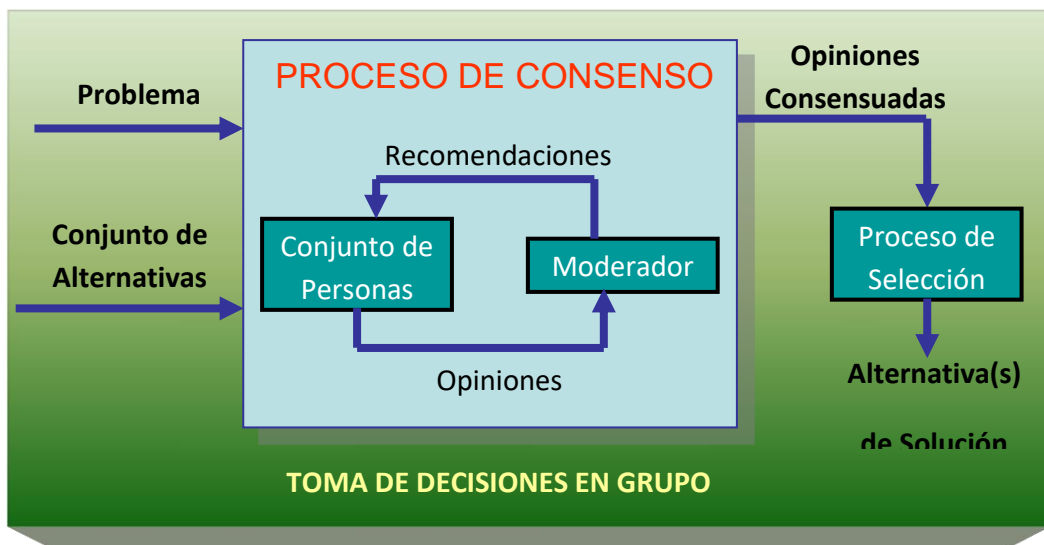 PROCESO DE CONSENSO
Problema
Conjunto de
Alternativas
Recomendaciones
Conjunto de
Personas
Moderador
Opiniones
Opiniones
Consensuadas
Proceso de
Selección
Alternativa(s)
de Solución
TOMA DE DECISIONES EN GRUPO